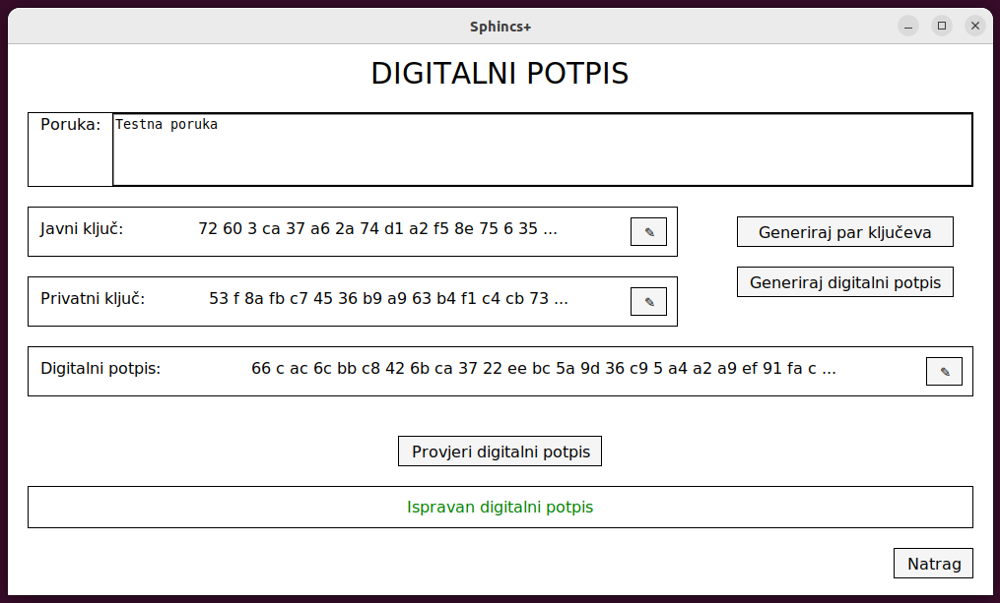 Sphincs+
DIGITALNI POTPIS
Poruka: Testna poruka
Javni ključ: 72 60 3 ca 37 a6 2a 74 d1 a2 f5 8e 75 6 35 ...
Generiraj par ključeva
Generiraj digitalni potpis
Privatni ključ: 53 f 8a fb c7 45 36 b9 a9 63 b4 f1 c4 cb 73 ...
Digitalni potpis: 66 c ac 6c bb c8 42 6b ca 37 22 ee bc 5a 9d 36 c9 5 a4 a2 a9 ef 91 fa c ...
Provjeri digitalni potpis
Ispravan digitalni potpis
Natrag